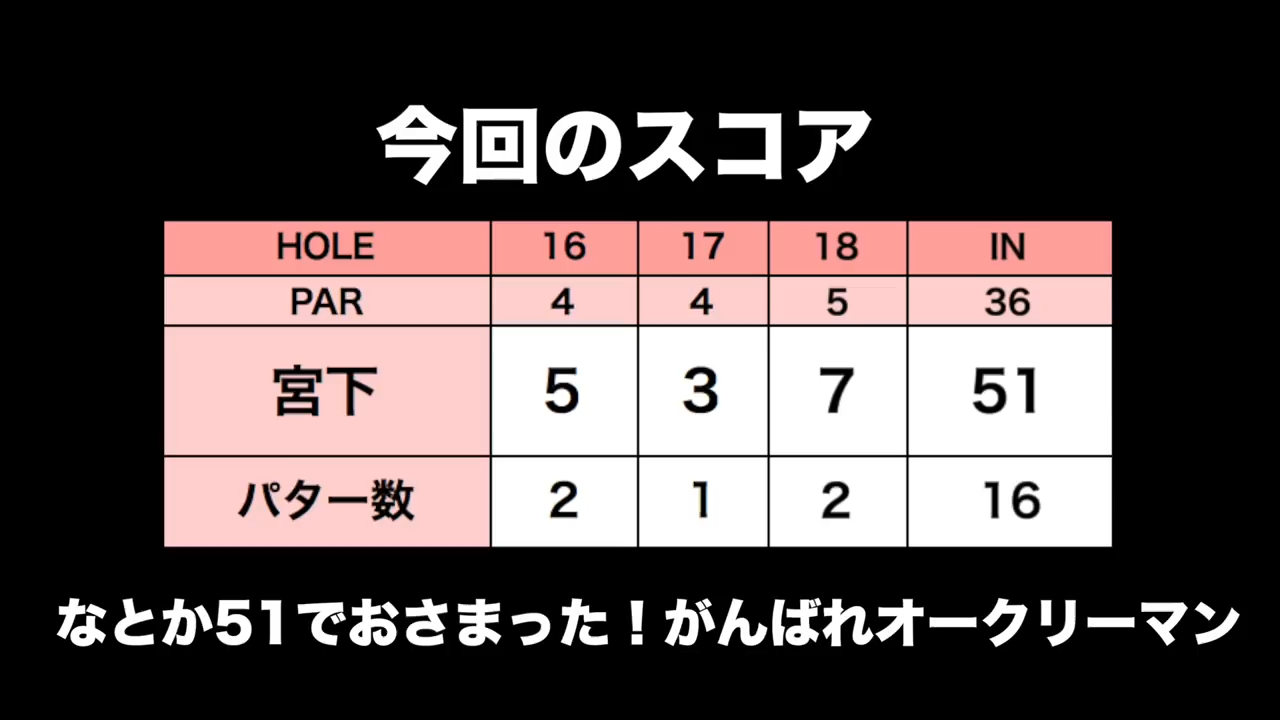 今回のスコア
HOLE 16 17 18 IN
PAR 4 4 5 36
宮下 5 3 7 51
パター数 2 1 2 16
なとか51でおさまった！がんばれオークリーマン